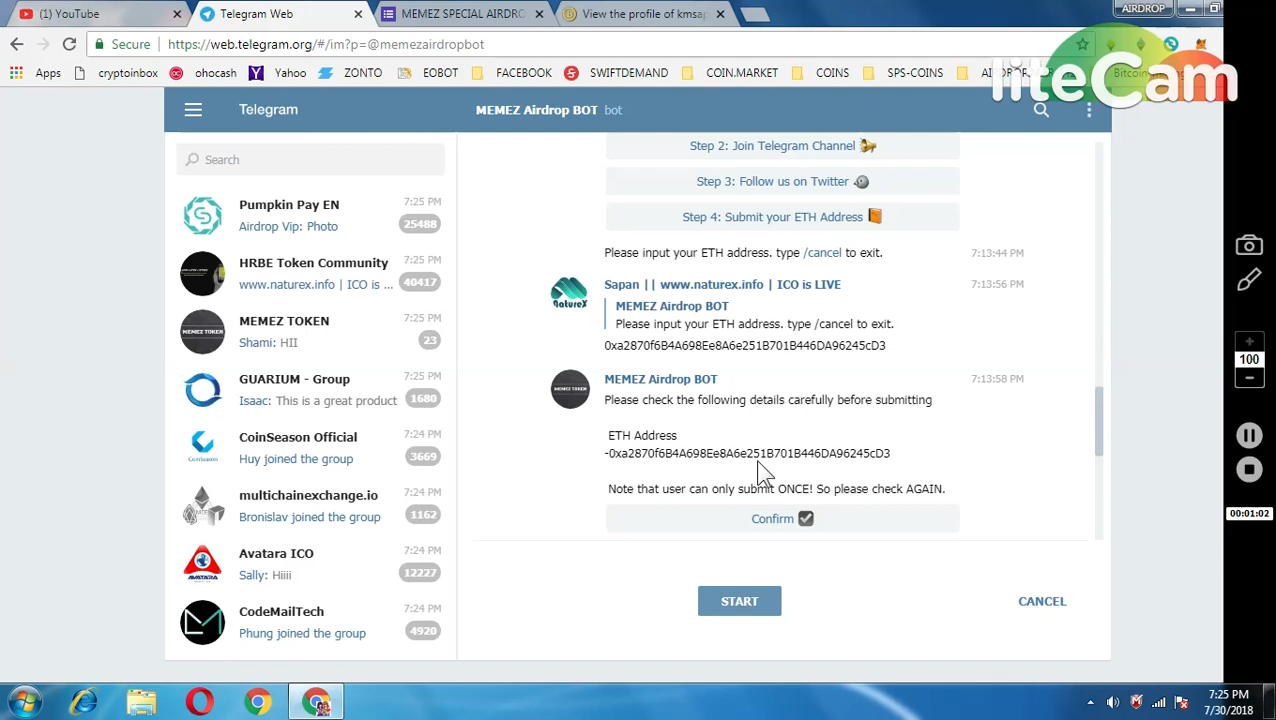 (1) YouTube
Telegram Web
MEMEZ SPECIAL AIRDRO
View the profile of kmsap
AIRDROP
Secure
https://web.telegram.org/#/im?p=@memezairdropbot
Apps
cryptoinbox
ohocash
Yahoo
ZONTO
EOBOT
FACEBOOK
SWIFTDEMAND
COIN.MARKET
COINS
SPS-COINS
liteCam
Telegram
MEMEZ Airdrop BOT bot
Search
Pumpkin Pay EN 7:25 PM
Airdrop Vip: Photo 25488
HRBE Token Community 7:25 PM
www.naturex.info | ICO is ... 40417
MEMEZ TOKEN 7:25 PM
Shami: HII 23
GUARIUM - Group 7:25 PM
Isaac: This is a great product 1680
CoinSeason Official 7:24 PM
Huy joined the group 3669
multichainexchange.io 7:24 PM
Bronislav joined the group 1162
Avatara ICO 7:24 PM
Sally: Hiiii 12227
CodeMailTech 7:24 PM
Phung joined the group 4920
Step 2: Join Telegram Channel
Step 3: Follow us on Twitter
Step 4: Submit your ETH Address
Please input your ETH address. type /cancel to exit. 7:13:44 PM
Sapan || www.naturex.info | ICO is LIVE 7:13:56 PM
MEMEZ Airdrop BOT
Please input your ETH address. type /cancel to exit.
0xa2870f6B4A698Ee8A6e251B701B446DA96245cD3
MEMEZ Airdrop BOT 7:13:58 PM
Please check the following details carefully before submitting
ETH Address
-0xa2870f6B4A698Ee8A6e251B701B446DA96245cD3
Note that user can only submit ONCE! So please check AGAIN.
Confirm
START
CANCEL
100
00:01:02
7:25 PM
7/30/2018